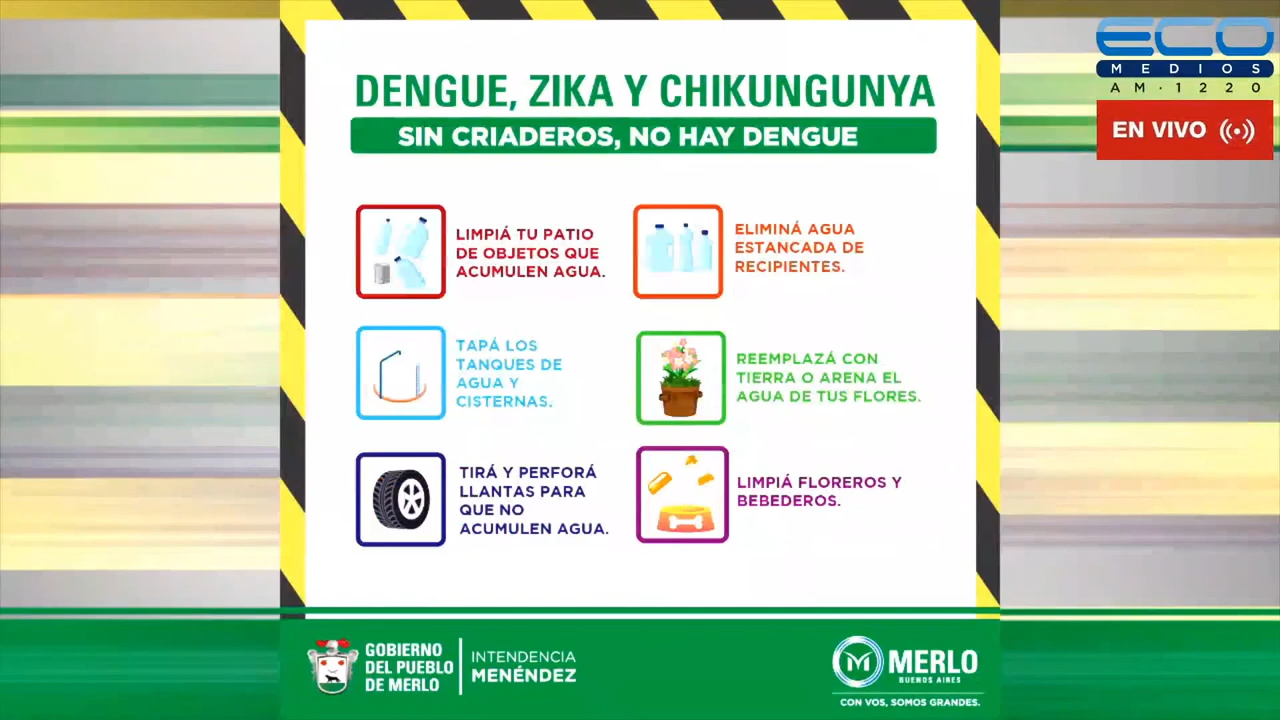 DENGUE, ZIKA Y CHIKUNGUNYA
SIN CRIADEROS, NO HAY DENGUE
LIMPIÁ TU PATIO
DE OBJETOS QUE
ACUMULEN AGUA.
ELIMINÁ AGUA
ESTANCADA DE
RECIPIENTES.
TAPÁ LOS
TANQUES DE
AGUA Y
CISTERNAS.
REEMPLAZÁ CON
TIERRA O ARENA EL
AGUA DE TUS FLORES.
TIRÁ Y PERFORÁ
LLANTAS PARA
QUE NO
ACUMULEN AGUA.
LIMPIÁ FLOREROS Y
BEBEDEROS.
GOBIERNO
DEL PUEBLO
DE MERLO
INTENDENCIA
MENÉNDEZ
MERLO
BUENOS AIRES
CON VOS, SOMOS GRANDES.
ECO
MEDIOS
AM·1220
EN VIVO